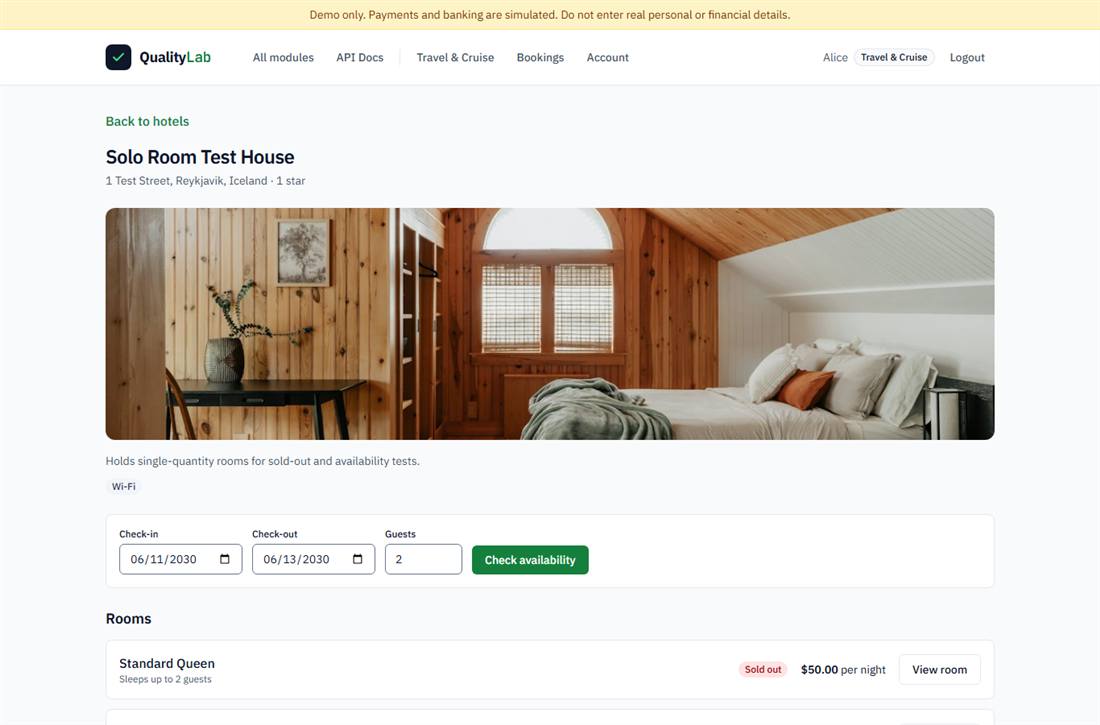 Demo only. Payments and banking are simulated. Do not enter real personal or financial details.
QualityLab
All modules
API Docs
Travel & Cruise
Bookings
Account
Alice
Travel & Cruise
Logout
Back to hotels
Solo Room Test House
1 Test Street, Reykjavik, Iceland · 1 star
Holds single-quantity rooms for sold-out and availability tests.
Wi-Fi
Check-in
Check-out
Guests
06/11/2030
06/13/2030
2
Check availability
Rooms
Standard Queen
Sleeps up to 2 guests
Sold out
$50.00 per night
View room